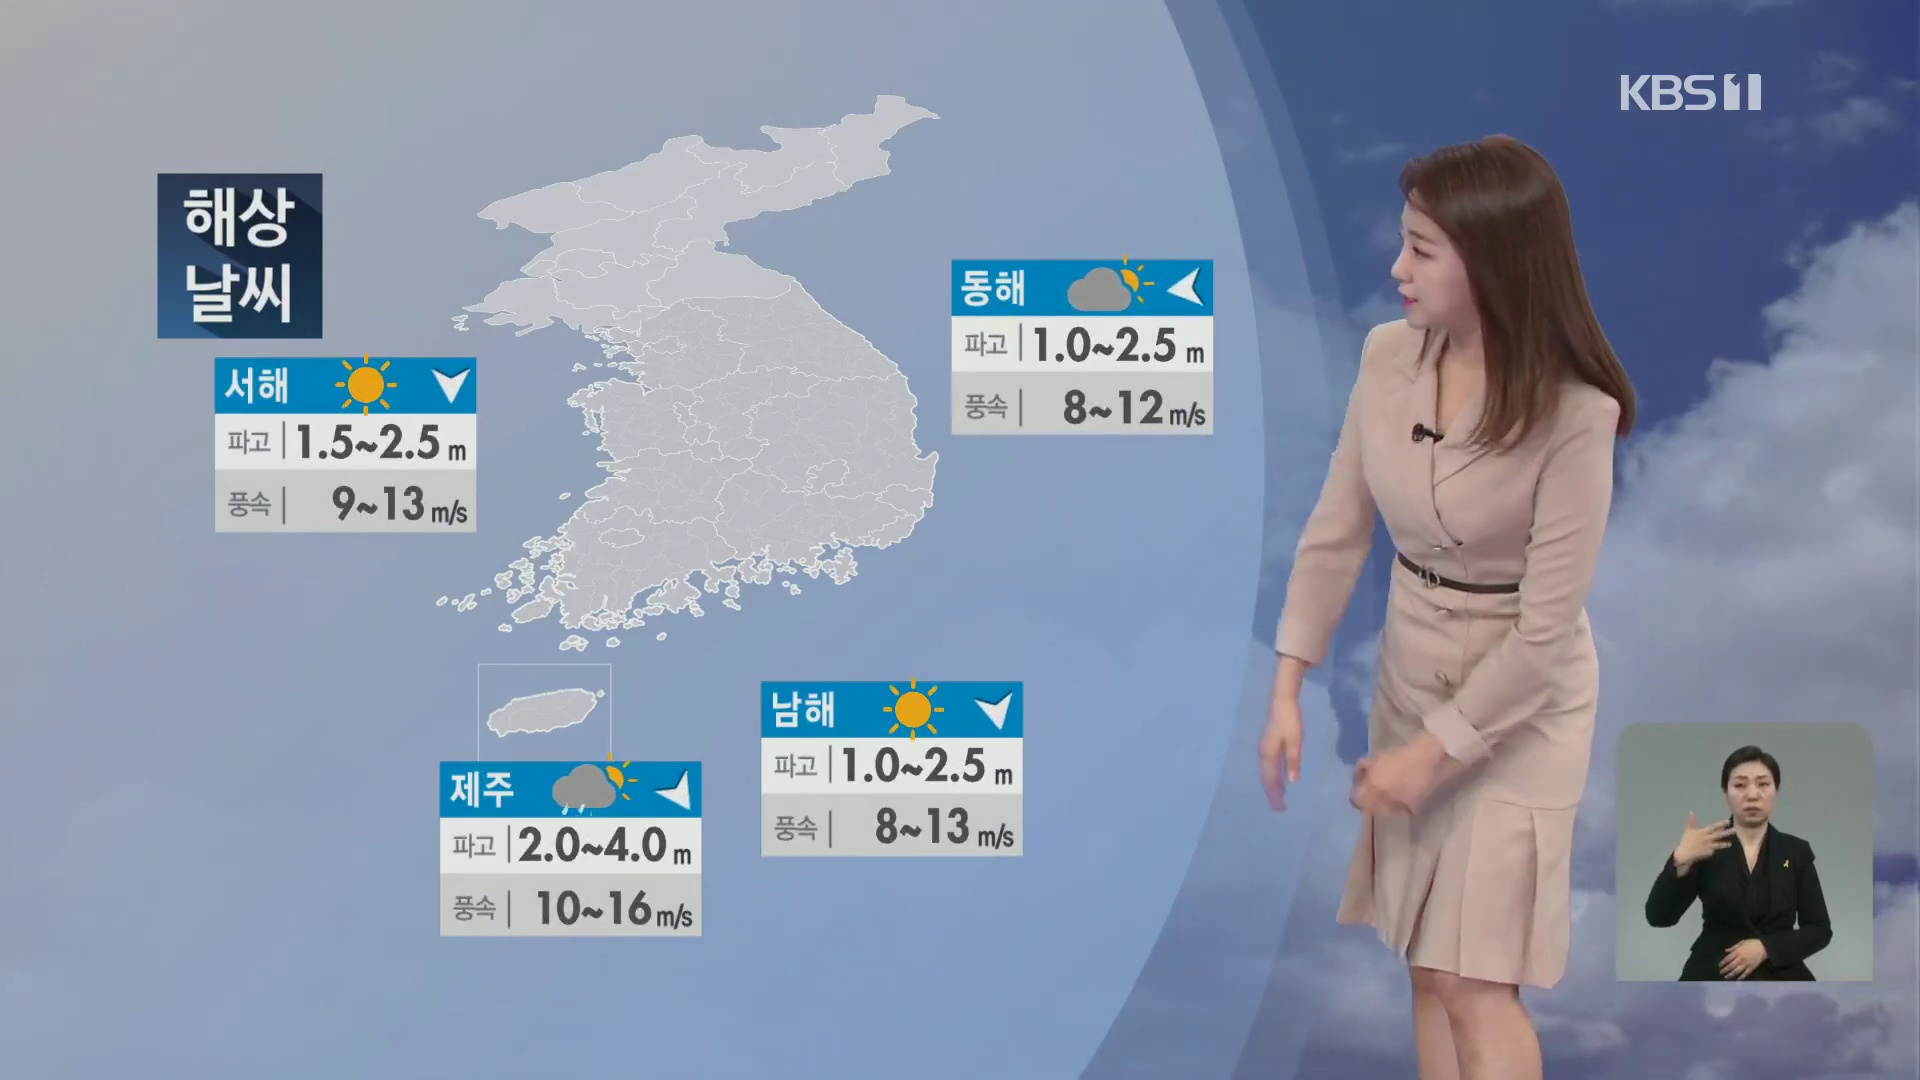 KBS 1
해상
날씨
동해
파고 1.0~2.5 m
풍속 8~12 m/s
서해
파고 1.5~2.5 m
풍속 9~13 m/s
남해
파고 1.0~2.5 m
풍속 8~13 m/s
제주
파고 2.0~4.0 m
풍속 10~16 m/s